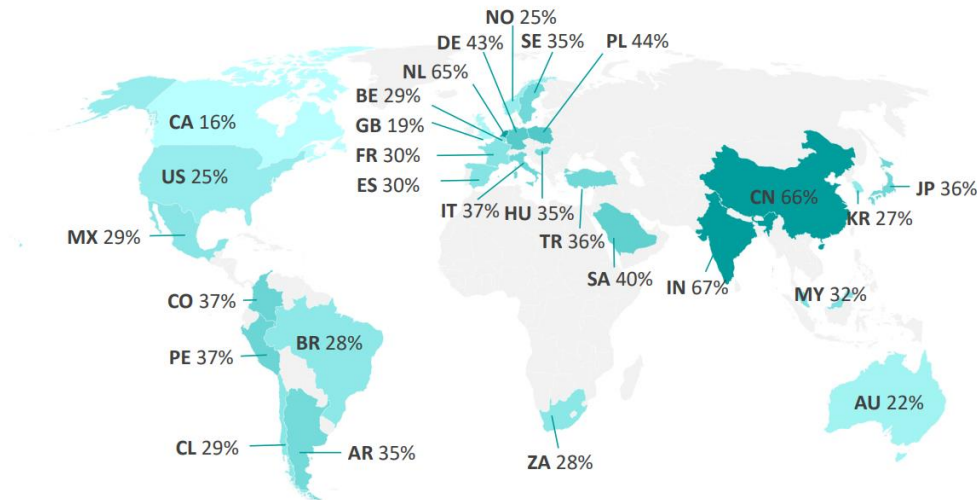 NO 25%
DE 43%
SE 35%
PL 44%
NL 65%
BE 29%
GB 19%
FR 30%
ES 30%
IT 37%
HU 35%
TR 36%
SA 40%
CA 16%
US 25%
MX 29%
CO 37%
PE 37%
BR 28%
CL 29%
AR 35%
ZA 28%
CN 66%
JP 36%
KR 27%
IN 67%
MY 32%
AU 22%